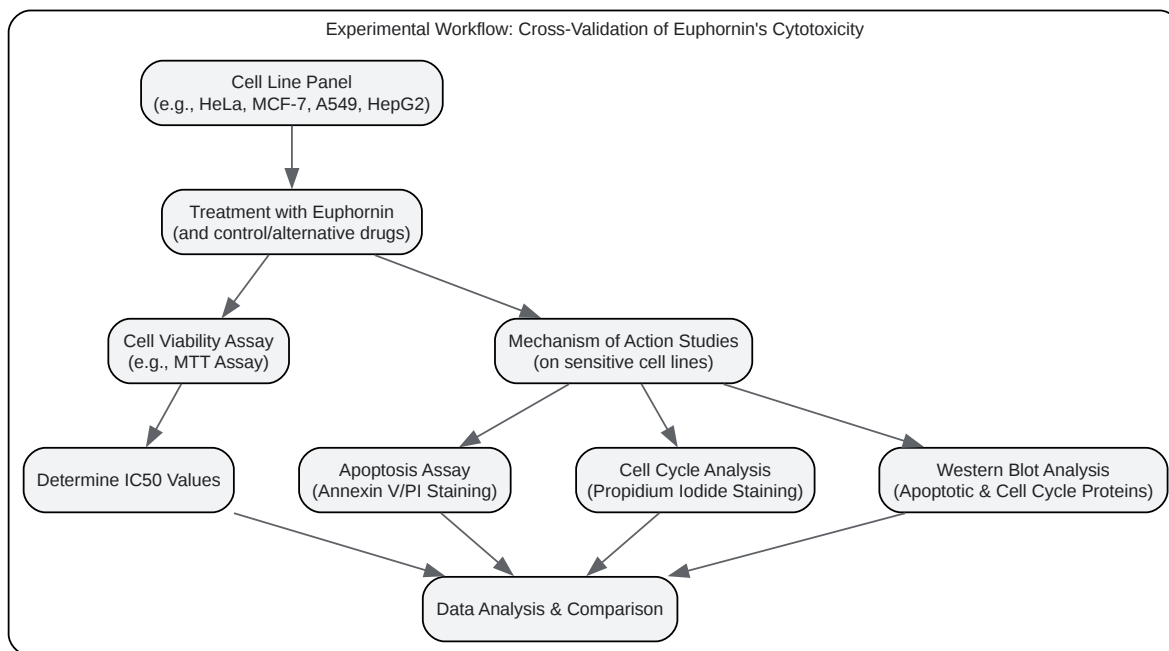 Experimental Workflow: Cross-Validation of Euphornin's Cytotoxicity
Cell Line Panel
(e.g., HeLa, MCF-7, A549, HepG2)
Treatment with Euphornin
(and control/alternative drugs)
Cell Viability Assay
(e.g., MTT Assay)
Mechanism of Action Studies
(on sensitive cell lines)
Determine IC50 Values
Apoptosis Assay
(Annexin V/PI Staining)
Cell Cycle Analysis
(Propidium Iodide Staining)
Western Blot Analysis
(Apoptotic & Cell Cycle Proteins)
Data Analysis & Comparison